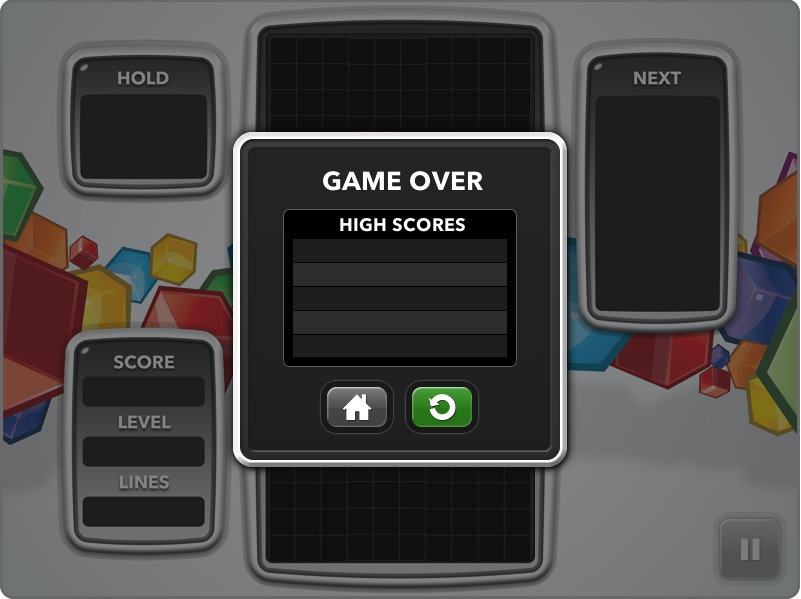 HOLD
NEXT
GAME OVER
HIGH SCORES
SCORE
LEVEL
LINES